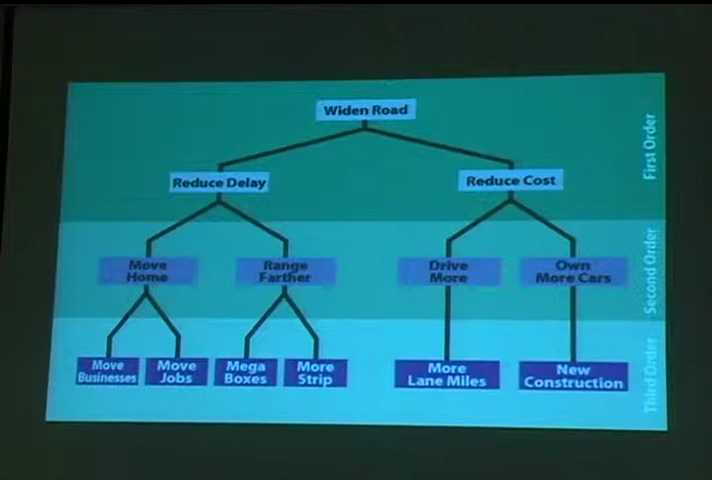 Widen Road
First Order
Reduce Delay
Reduce Cost
Second Order
Move
Home
Range
Farther
Drive
More
Own
More Cars
Third Order
Move
Businesses
Move
Jobs
Mega
Boxes
More
Strip
More
Lane Miles
New
Construction